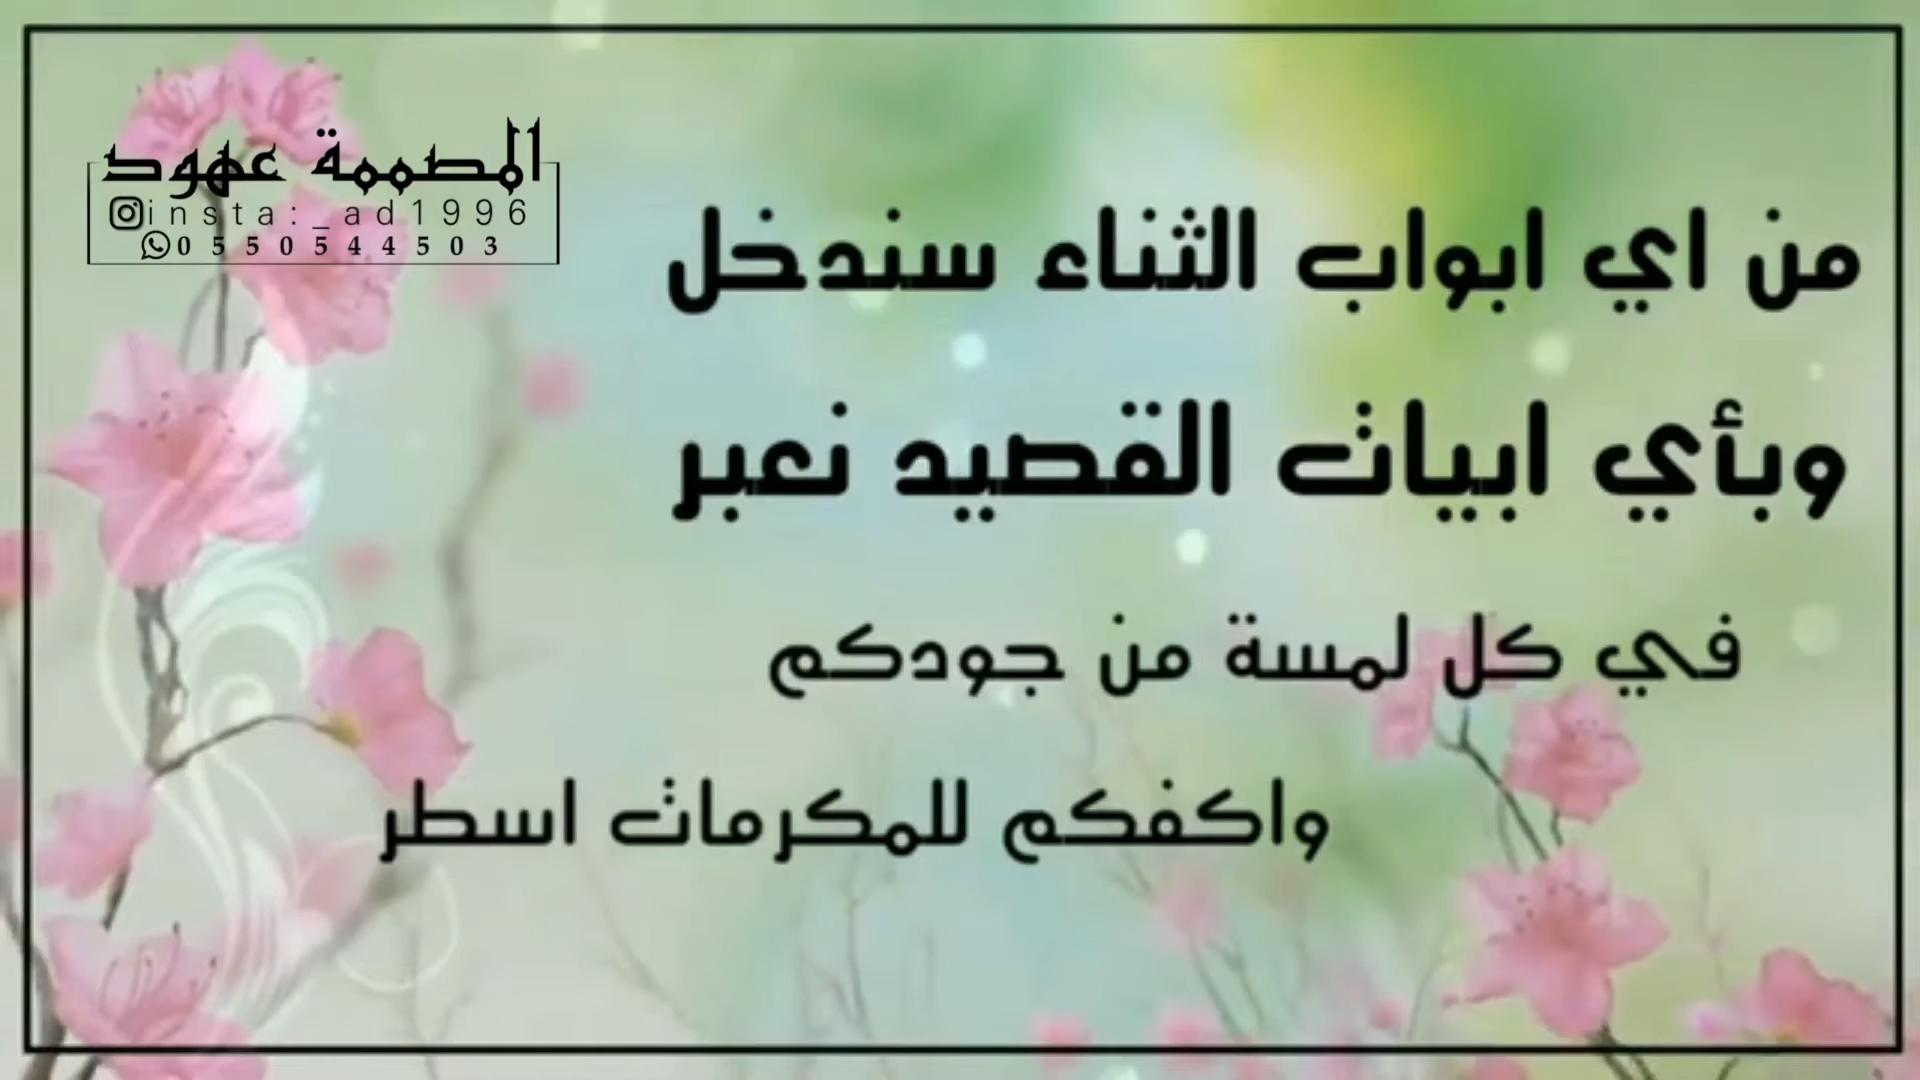 المصممة عهود
insta:_ad1996
0550544503
من اي ابواب الثناء سندخل
وبأي ابيات القصيد نعبر
في كل لمسة من جودكم
واكفكم للمكرمات اسطر